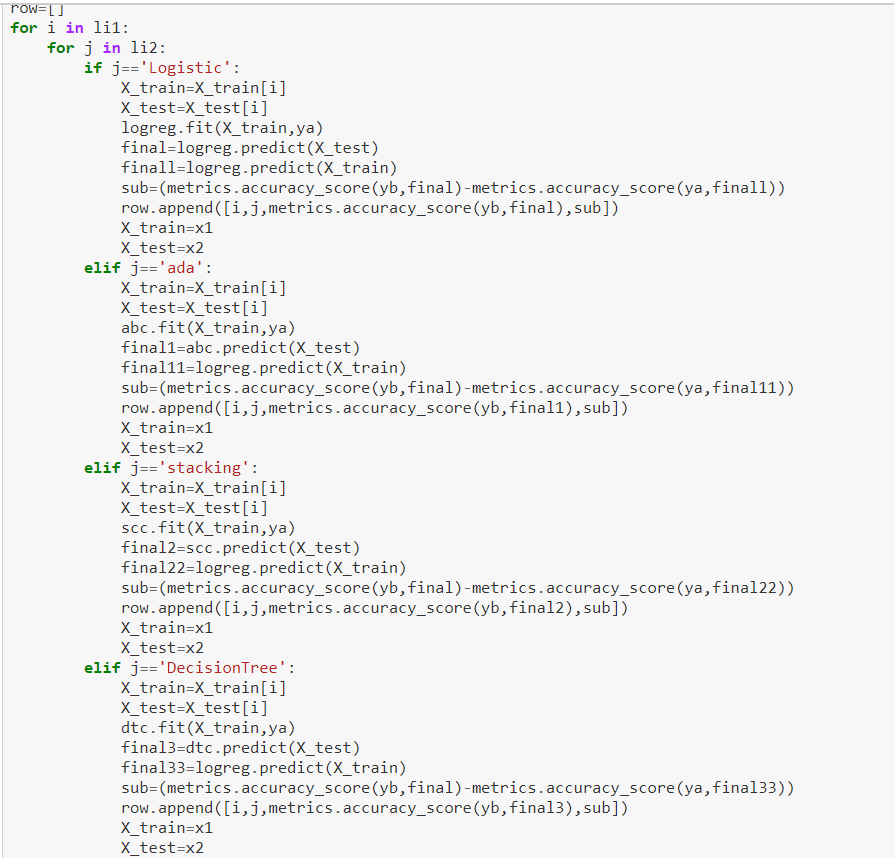 row=[]
for i in li1:
    for j in li2:
        if j=='Logistic':
            X_train=X_train[i]
            X_test=X_test[i]
            logreg.fit(X_train,ya)
            final=logreg.predict(X_test)
            finall=logreg.predict(X_train)
            sub=(metrics.accuracy_score(yb,final)-metrics.accuracy_score(ya,finall))
            row.append([i,j,metrics.accuracy_score(yb,final),sub])
            X_train=x1
            X_test=x2
        elif j=='ada':
            X_train=X_train[i]
            X_test=X_test[i]
            abc.fit(X_train,ya)
            final1=abc.predict(X_test)
            final11=logreg.predict(X_train)
            sub=(metrics.accuracy_score(yb,final)-metrics.accuracy_score(ya,final11))
            row.append([i,j,metrics.accuracy_score(yb,final1),sub])
            X_train=x1
            X_test=x2
        elif j=='stacking':
            X_train=X_train[i]
            X_test=X_test[i]
            scc.fit(X_train,ya)
            final2=scc.predict(X_test)
            final22=logreg.predict(X_train)
            sub=(metrics.accuracy_score(yb,final)-metrics.accuracy_score(ya,final22))
            row.append([i,j,metrics.accuracy_score(yb,final2),sub])
            X_train=x1
            X_test=x2
        elif j=='DecisionTree':
            X_train=X_train[i]
            X_test=X_test[i]
            dtc.fit(X_train,ya)
            final3=dtc.predict(X_test)
            final33=logreg.predict(X_train)
            sub=(metrics.accuracy_score(yb,final)-metrics.accuracy_score(ya,final33))
            row.append([i,j,metrics.accuracy_score(yb,final3),sub])
            X_train=x1
            X_test=x2